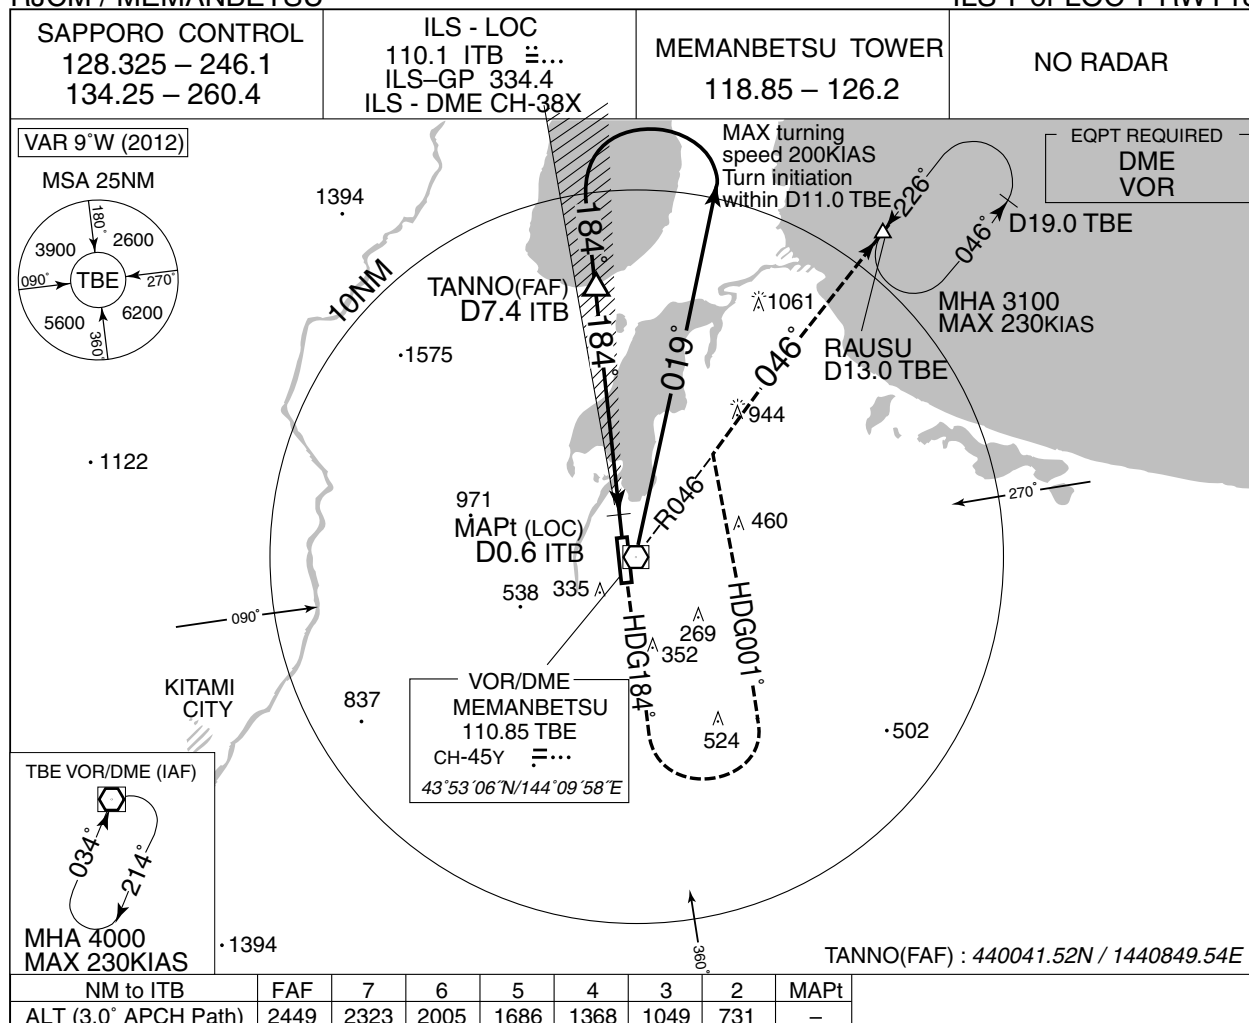 RJCM / MEMANBETSU
SAPPORO CONTROL
128.325 – 246.1
134.25 – 260.4
ILS - LOC
110.1 ITB
ILS–GP 334.4
ILS - DME CH-38X
MEMANBETSU TOWER
118.85 – 126.2
NO RADAR
VAR 9°W (2012)
MSA 25NM
180°
3900
2600
090°
TBE
270°
5600
6200
360°
1394
10NM
1575
1122
MAX turning
speed 200KIAS
Turn initiation
within D11.0 TBE
EQPT REQUIRED
DME
VOR
226°
046°
D19.0 TBE
184°
TANNO(FAF)
D7.4 ITB
184°
019°
1061
046°
MHA 3100
MAX 230KIAS
RAUSU
D13.0 TBE
944
971
MAPt (LOC)
D0.6 ITB
R046
460
270°
538
335
090°
HDG184°
269
352
HDG001°
KITAMI
CITY
837
VOR/DME
MEMANBETSU
110.85 TBE
CH-45Y
43°53´06˝N/144°09´58˝E
524
502
TBE VOR/DME (IAF)
034°
214°
MHA 4000
MAX 230KIAS
1394
360°
TANNO(FAF) : 440041.52N / 1440849.54E
NM to ITB FAF 7 6 5 4 3 2 MAPt
ALT (3.0° APCH Path) 2449 2323 2005 1686 1368 1049 731 –